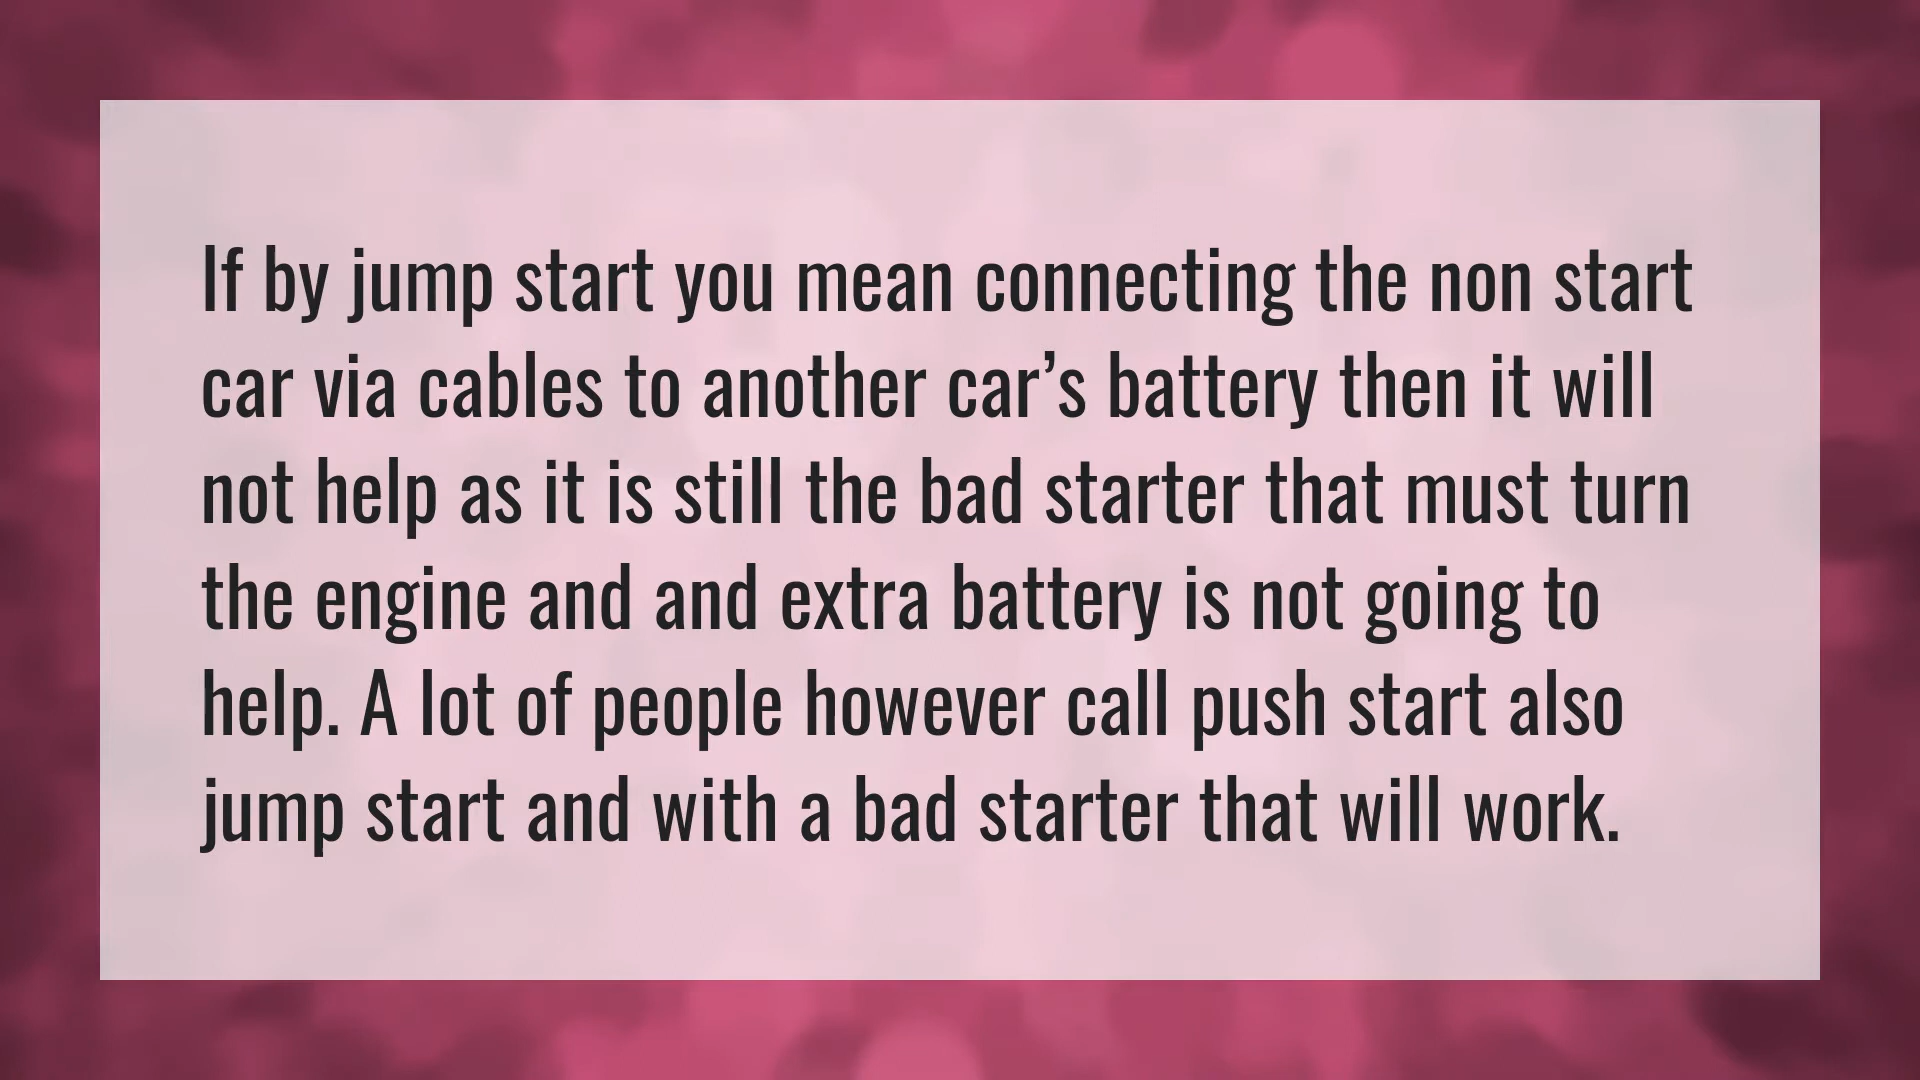 If by jump start you mean connecting the non start
car via cables to another car’s battery then it will
not help as it is still the bad starter that must turn
the engine and and extra battery is not going to
help. A lot of people however call push start also
jump start and with a bad starter that will work.